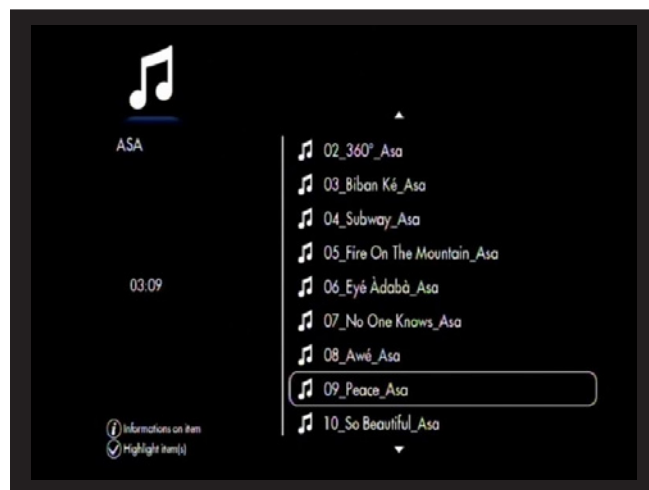 ASA
03:09
02_360°_Asa
03_Biban Ké_Asa
04_Subway_Asa
05_Fire On The Mountain_Asa
06_Eyé Àdabà_Asa
07_No One Knows_Asa
08_Awé_Asa
09_Peace_Asa
10_So Beautiful_Asa
i Informations on item
Highlight item(s)